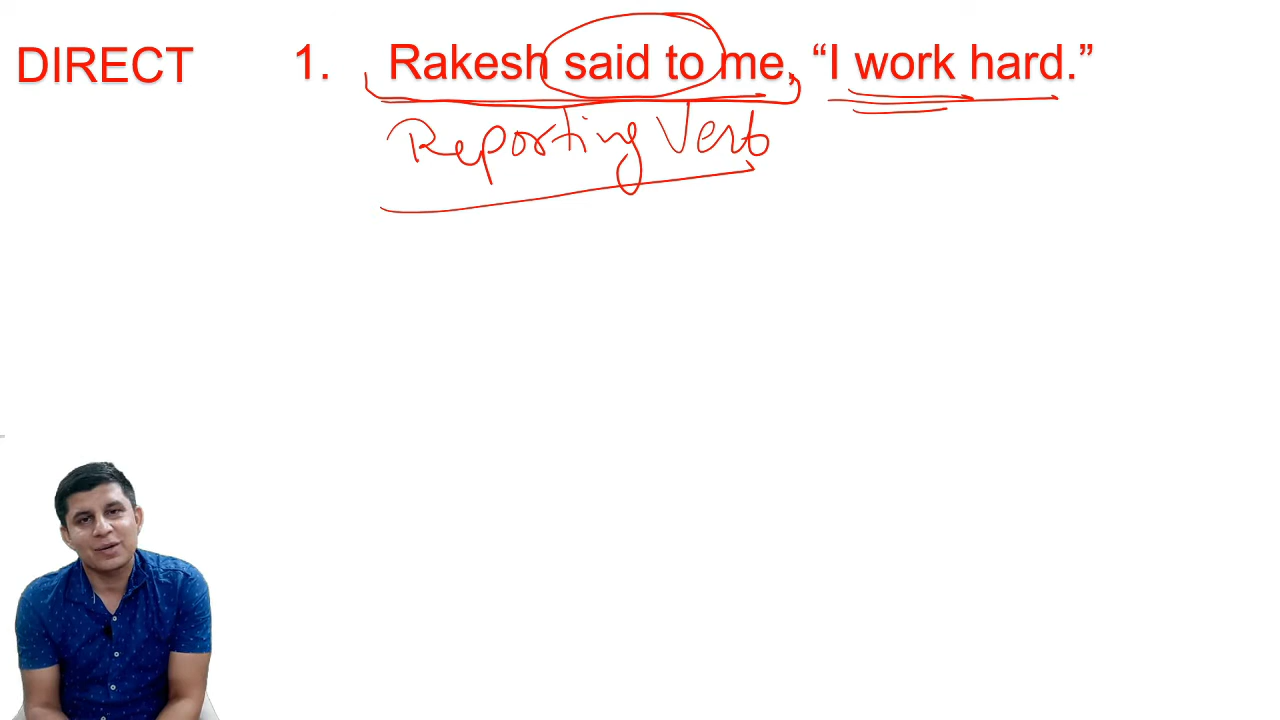 DIRECT 1. Rakesh said to me, “I work hard.”
Reporting Verb